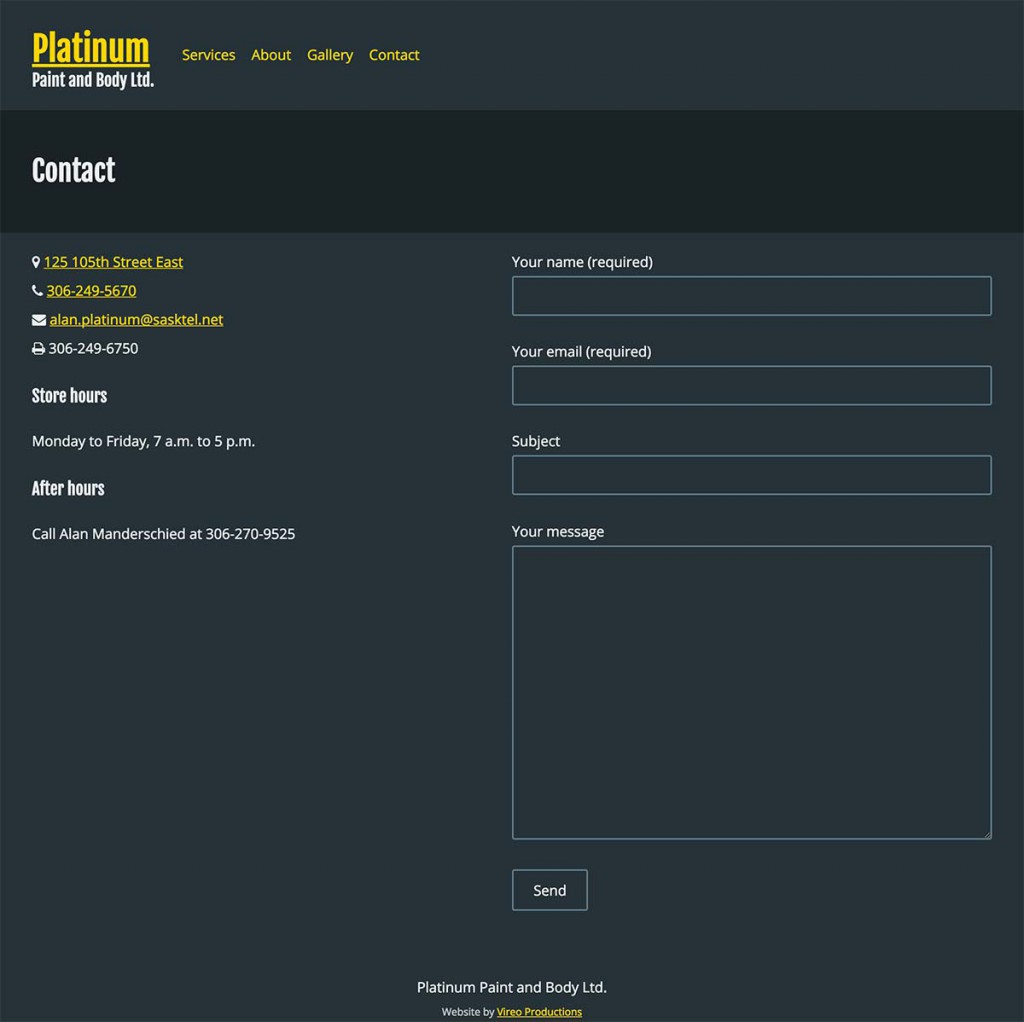 Platinum
Paint and Body Ltd.
Services About Gallery Contact
Contact
125 105th Street East
306-249-5670
alan.platinum@sasktel.net
306-249-6750
Store hours
Monday to Friday, 7 a.m. to 5 p.m.
After hours
Call Alan Manderschied at 306-270-9525
Your name (required)
Your email (required)
Subject
Your message
Send
Platinum Paint and Body Ltd.
Website by Vireo Productions